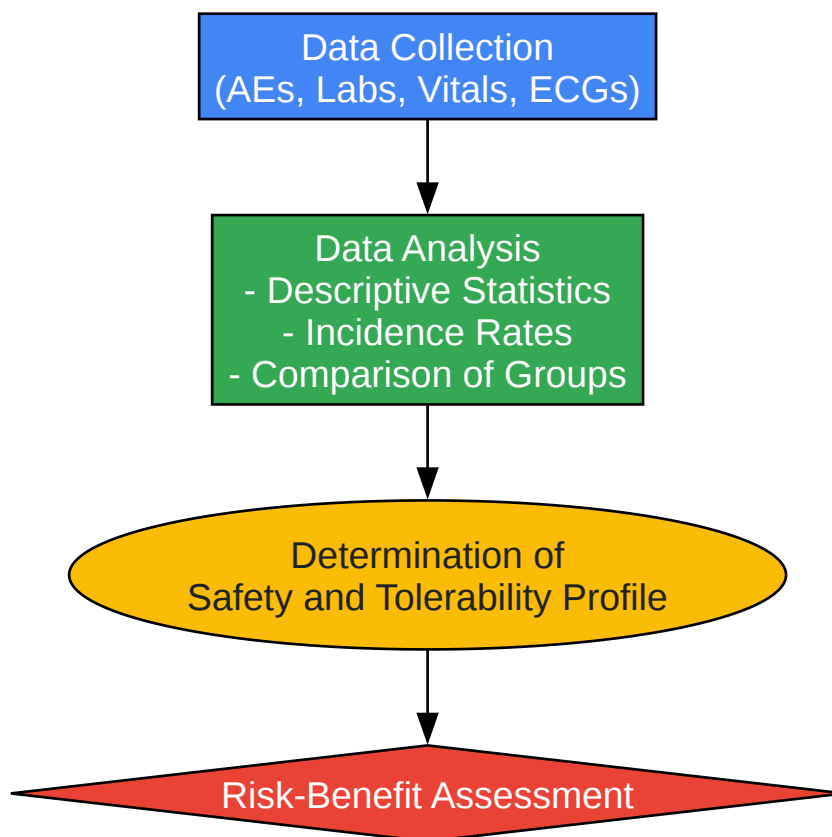 Data Collection
(AEs, Labs, Vitals, ECGs)
Data Analysis
- Descriptive Statistics
- Incidence Rates
- Comparison of Groups
Determination of
Safety and Tolerability Profile
Risk-Benefit Assessment